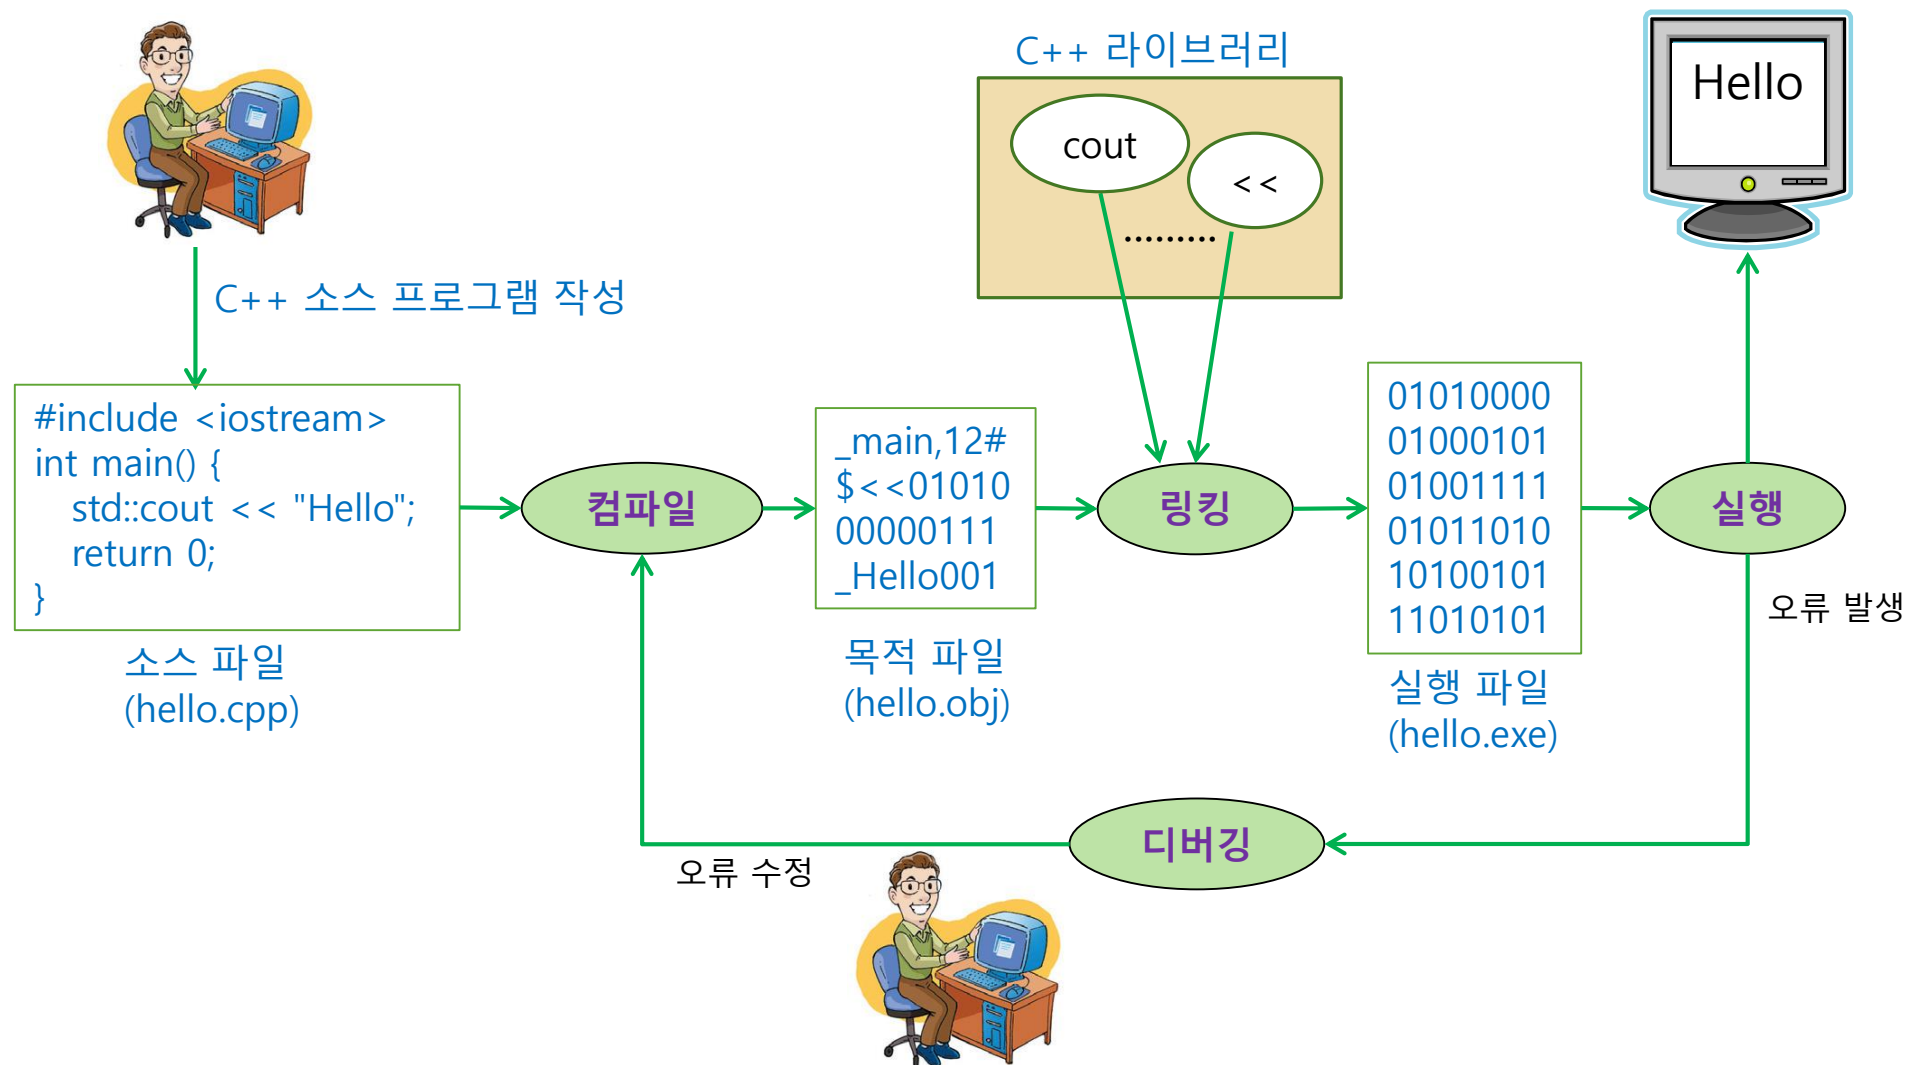 C++ 라이브러리
cout
<<
.........
Hello
C++ 소스 프로그램 작성
#include <iostream>
int main() {
std::cout << "Hello";
return 0;
}
소스 파일
(hello.cpp)
컴파일
_main,12#
$<<01010
00000111
_Hello001
목적 파일
(hello.obj)
링킹
01010000
01000101
01001111
01011010
10100101
11010101
실행 파일
(hello.exe)
실행
오류 발생
디버깅
오류 수정